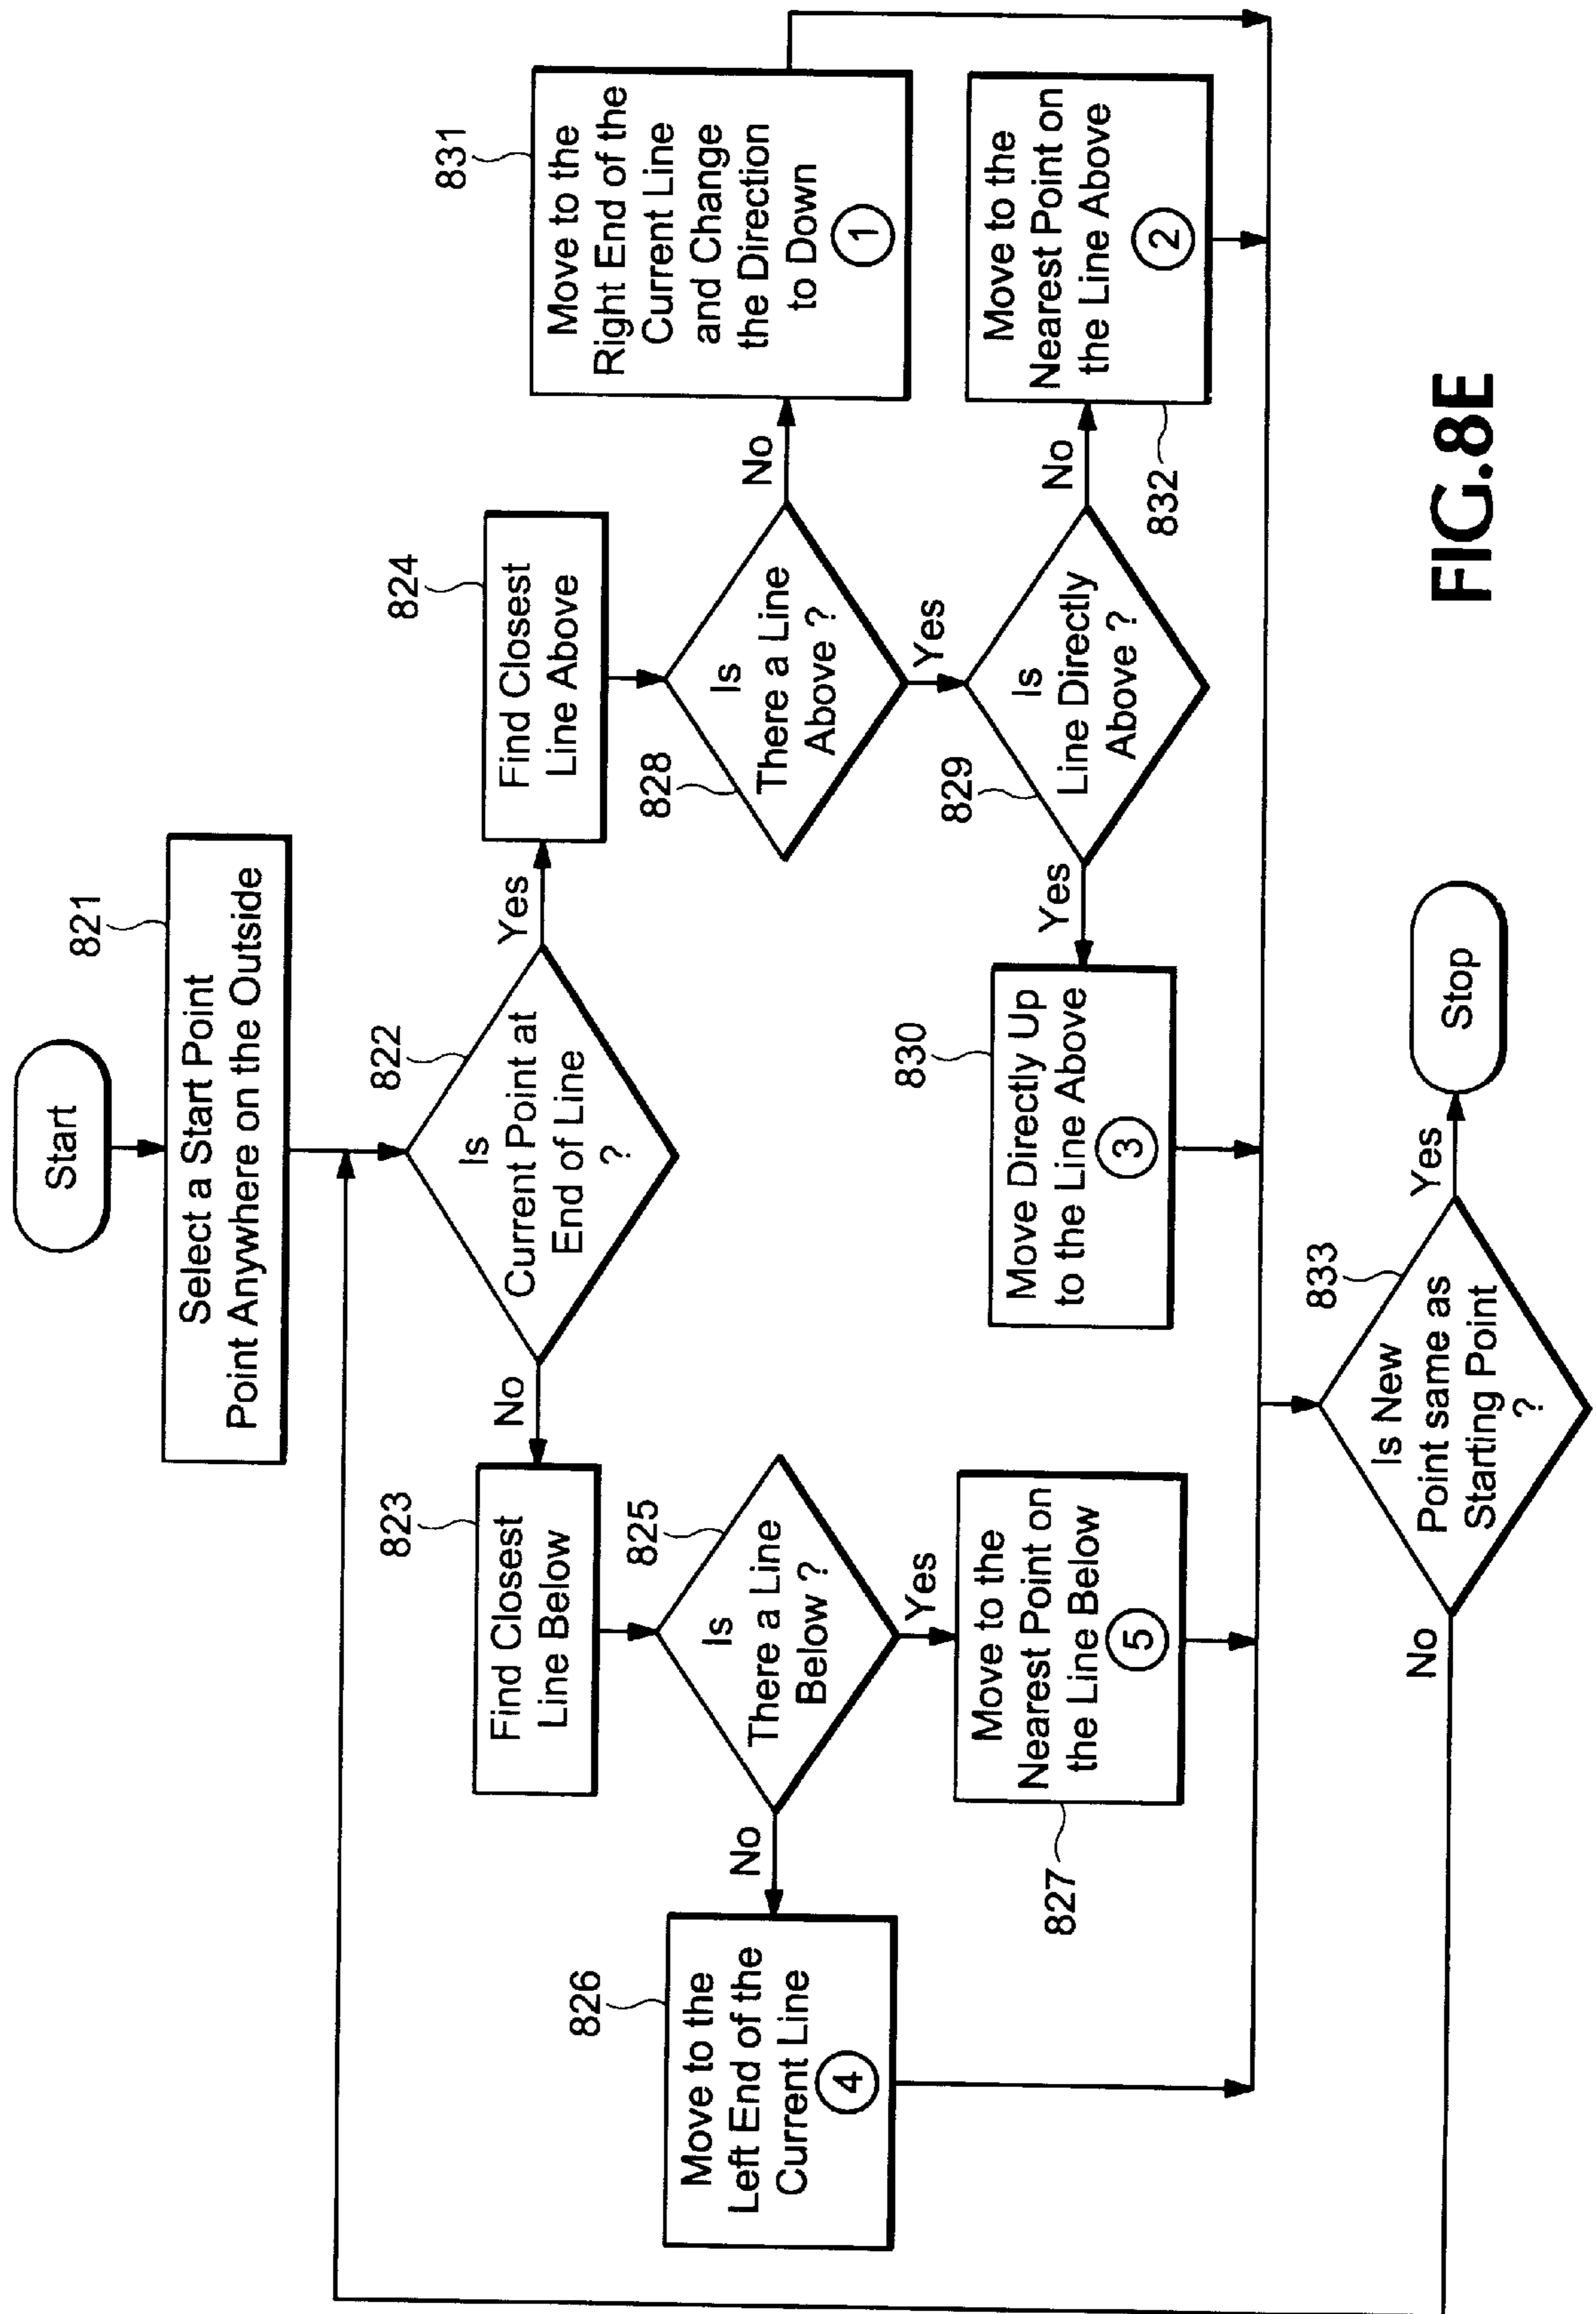 Start
821
Select a Start Point
Point Anywhere on the Outside
822
Is
Current Point at
End of Line
?
No
Yes
823
Find Closest
Line Below
824
Find Closest
Line Above
825
Is
There a Line
Below ?
No
Yes
828
Is
There a Line
Above ?
No
Yes
826
Move to the
Left End of the
Current Line
4
827
Move to the
Nearest Point on
the Line Below
5
831
Move to the
Right End of the
Current Line
and Change
the Direction
to Down
1
829
Is
Line Directly
Above ?
Yes
No
830
Move Directly Up
to the Line Above
3
832
Move to the
Nearest Point on
the Line Above
2
833
Is New
Point same as
Starting Point
?
No
Yes
Stop
FIG.8E